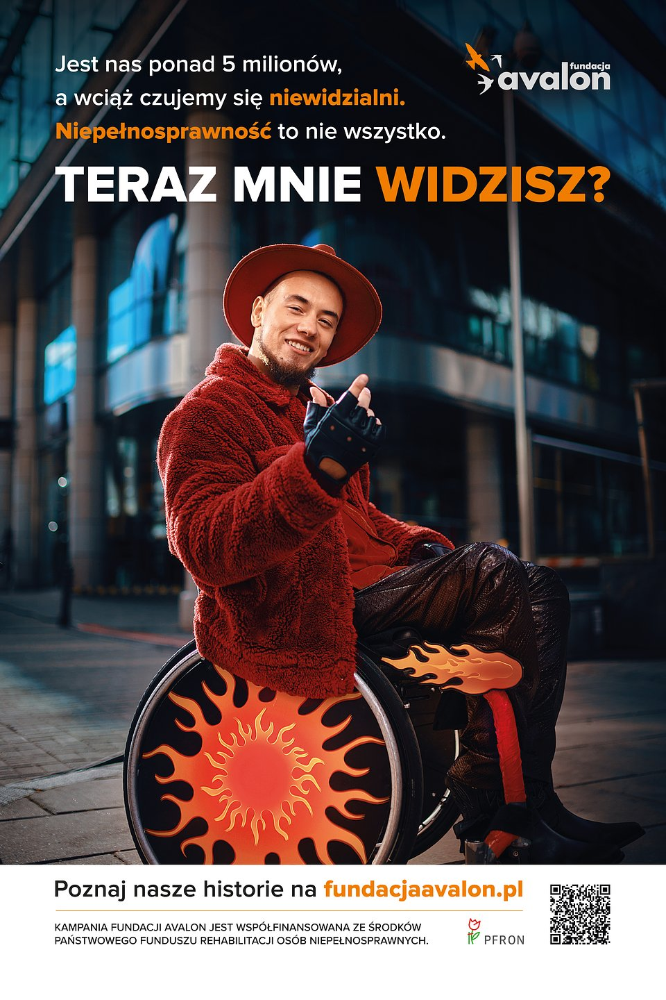 Jest nas ponad 5 milionów,
a wciąż czujemy się niewidzialni.
Niepełnosprawność to nie wszystko.
fundacja
avalon
TERAZ MNIE WIDZISZ?
Poznaj nasze historie na fundacjaavalon.pl
KAMPANIA FUNDACJI AVALON JEST WSPÓŁFINANSOWANA ZE ŚRODKÓW
PAŃSTWOWEGO FUNDUSZU REHABILITACJI OSÓB NIEPEŁNOSPRAWNYCH.
PFRON